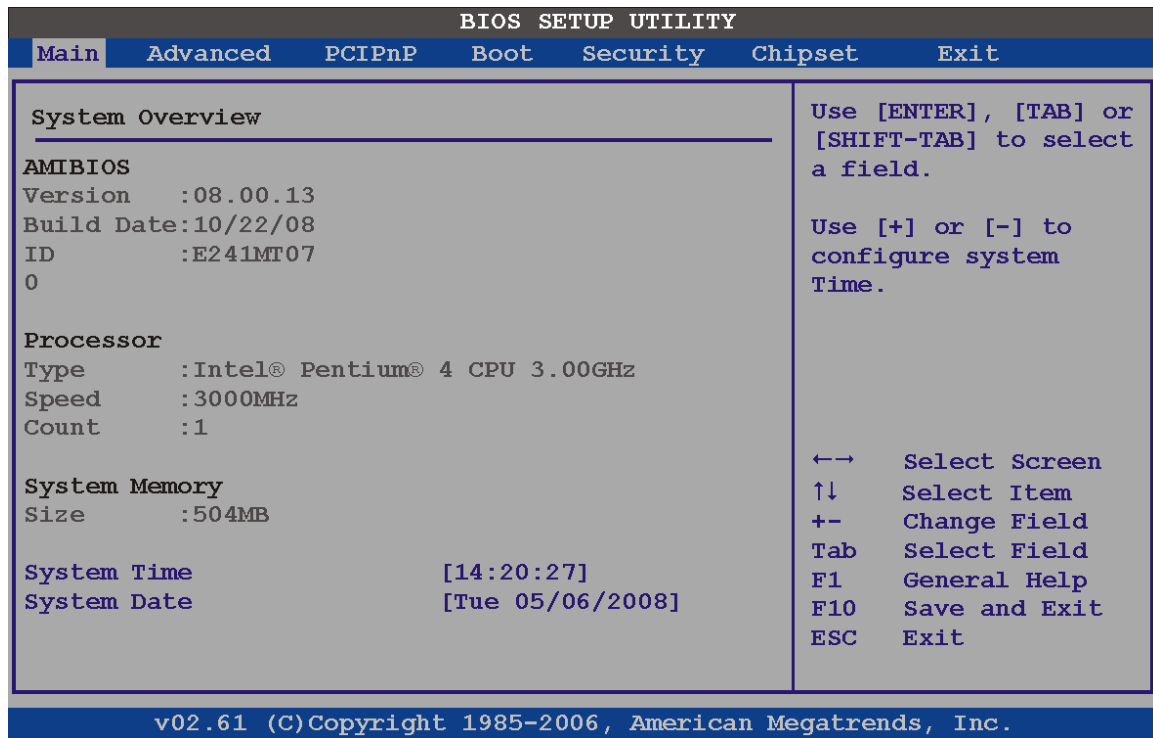 BIOS SETUP UTILITY
Main Advanced PCIPnP Boot Security Chipset Exit
System Overview
AMIBIOS
Version :08.00.13
Build Date:10/22/08
ID :E241MT07
0
Processor
Type :Intel® Pentium® 4 CPU 3.00GHz
Speed :3000MHz
Count :1
System Memory
Size :504MB
System Time [14:20:27]
System Date [Tue 05/06/2008]
Use [ENTER], [TAB] or
[SHIFT-TAB] to select
a field.
Use [+] or [-] to
configure system
Time.
←→ Select Screen
↑↓ Select Item
+- Change Field
Tab Select Field
F1 General Help
F10 Save and Exit
ESC Exit
v02.61 (C)Copyright 1985-2006, American Megatrends, Inc.